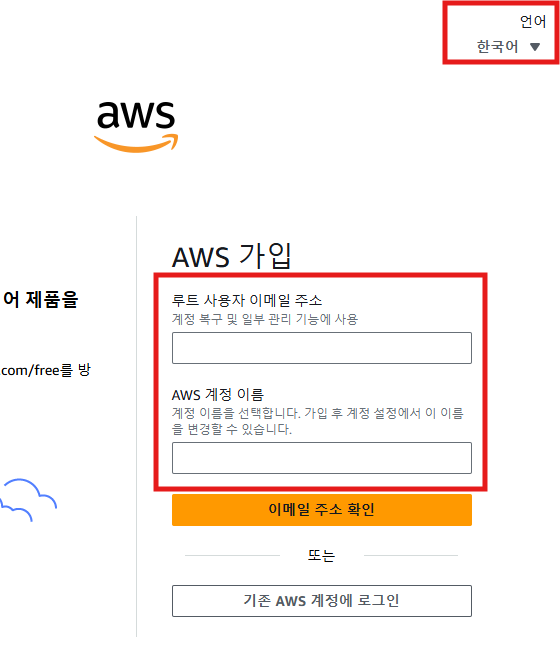 언어
한국어 ▼
aws
AWS 가입
어 제품을
.com/free를 방
루트 사용자 이메일 주소
계정 복구 및 일부 관리 기능에 사용
AWS 계정 이름
계정 이름을 선택합니다. 가입 후 계정 설정에서 이 이름
을 변경할 수 있습니다.
이메일 주소 확인
또는
기존 AWS 계정에 로그인